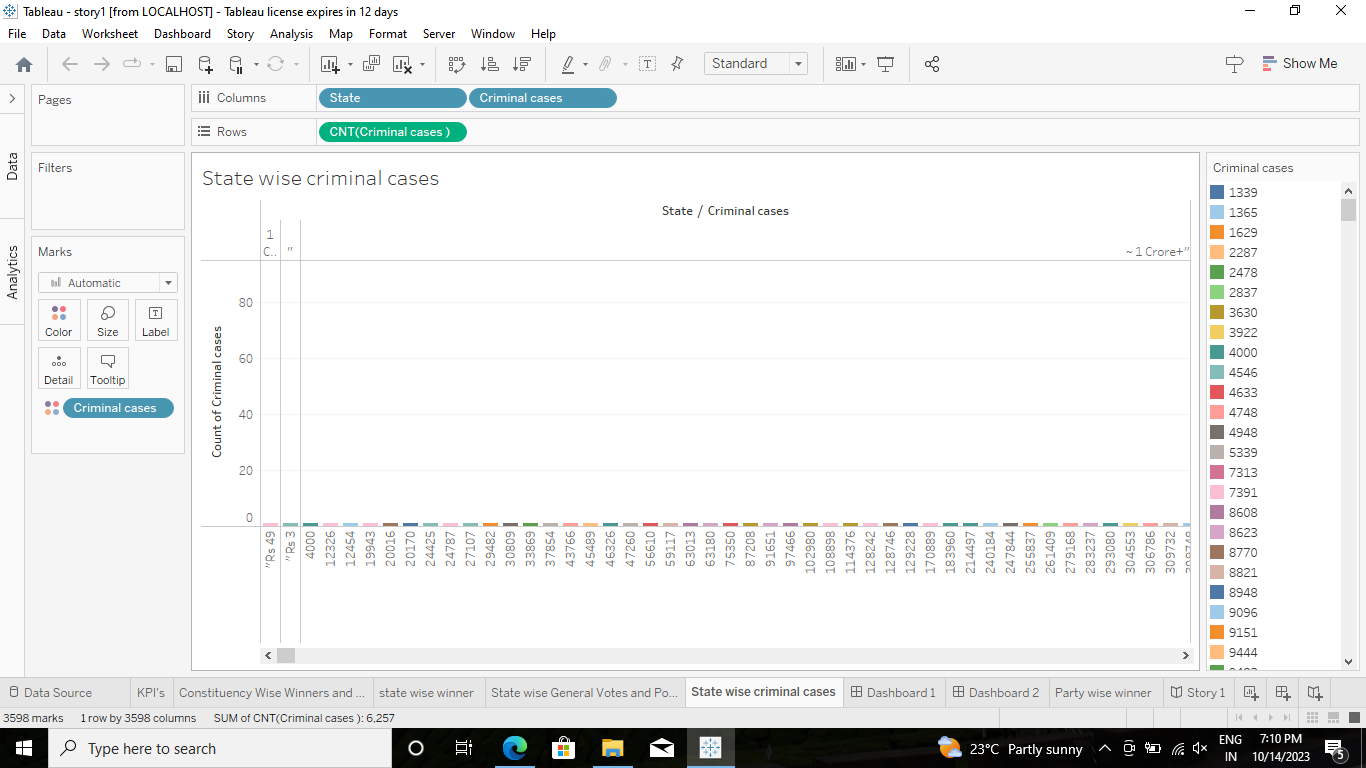 Tableau - story1 [from LOCALHOST] - Tableau license expires in 12 days
File Data Worksheet Dashboard Story Analysis Map Format Server Window Help
Standard
Show Me
Pages
Columns State Criminal cases
Rows CNT(Criminal cases )
Data
Analytics
Filters
Marks
Automatic
Color Size Label
Detail Tooltip
Criminal cases
State wise criminal cases
State / Criminal cases
1
C.. " ~ 1 Crore+"
Count of Criminal cases
80
60
40
20
0
"Rs 49
"Rs 3
4000
12326
12454
19943
20016
20170
24425
24787
27107
29482
30809
33869
37854
43766
45489
46326
47260
56610
59117
63013
63180
75350
87208
91651
97466
102980
108898
114376
128242
128746
129228
170889
183960
214497
240184
247844
255837
261409
279168
283237
293080
304553
306786
309732
Criminal cases
1339
1365
1629
2287
2478
2837
3630
3922
4000
4546
4633
4748
4948
5339
7313
7391
8608
8623
8770
8821
8948
9096
9151
9444
Data Source KPI's Constituency Wise Winners and ... state wise winner State wise General Votes and Po... State wise criminal cases Dashboard 1 Dashboard 2 Party wise winner Story 1
3598 marks 1 row by 3598 columns SUM of CNT(Criminal cases ): 6,257
Type here to search
23°C Partly sunny
ENG
IN
7:10 PM
10/14/2023
5